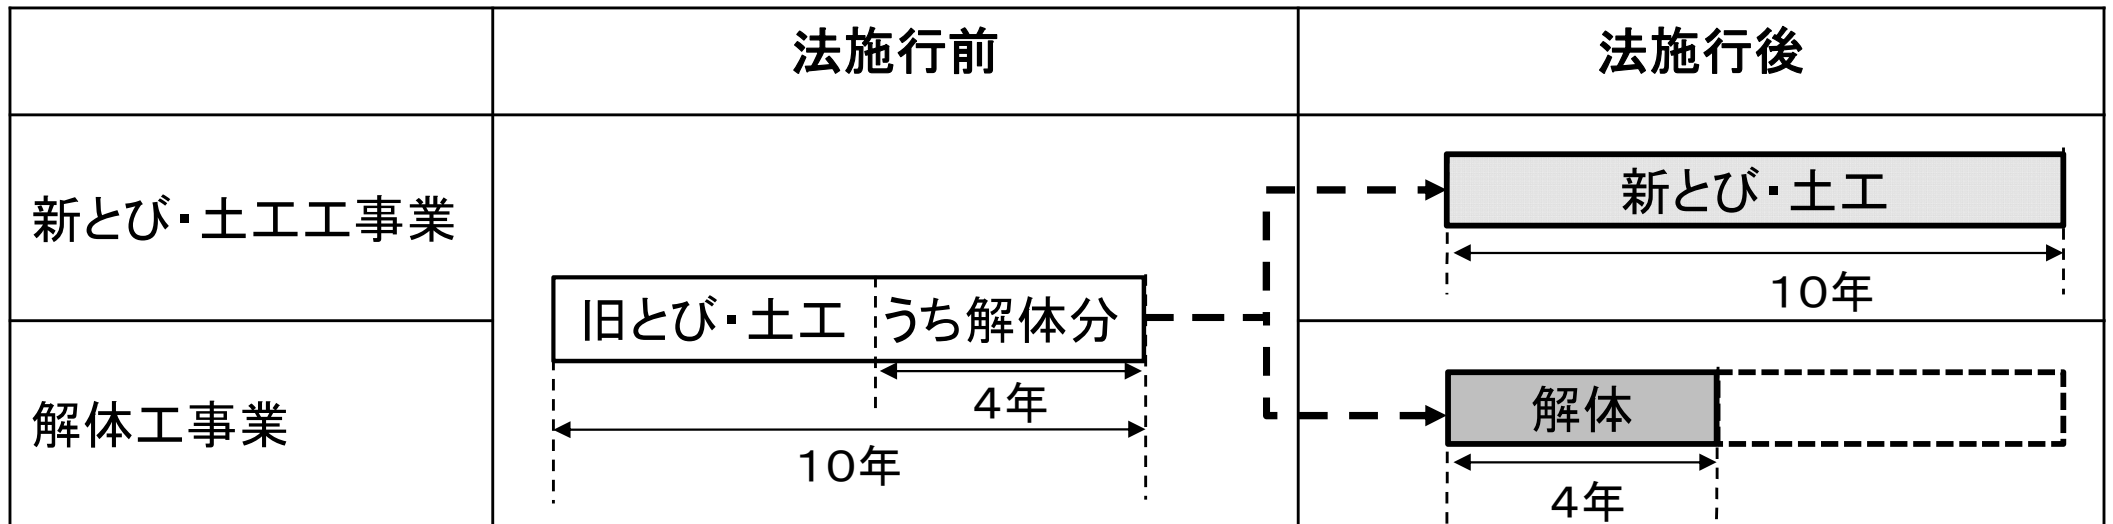 法施行前
法施行後
新とび・土工工事業
新とび・土工
10年
旧とび・土工
うち解体分
4年
10年
解体工事業
解体
4年